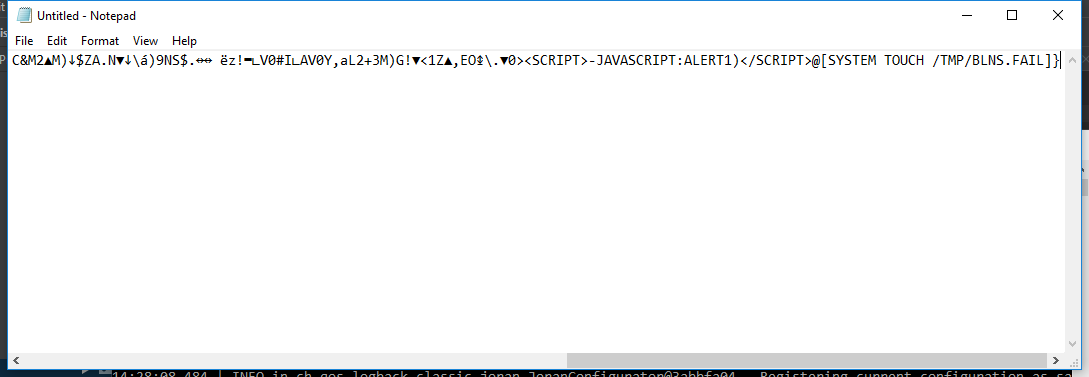 Untitled - Notepad
File Edit Format View Help
C&M2▲M)↓$ZA.N▼↓\á)9NS$.↔↔ ëz!▬∟V0#I∟AV0Y,aL2+3M)G!▼<1Z▲,EO↨\.▼0><SCRIPT>-JAVASCRIPT:ALERT1)</SCRIPT>@[SYSTEM TOUCH /TMP/BLNS.FAIL]}
14:28:08.484 | INFO in ch.qos.logback.classic.joran.JoranConfigurator@3abbfa04 - Registering current configuration as sa